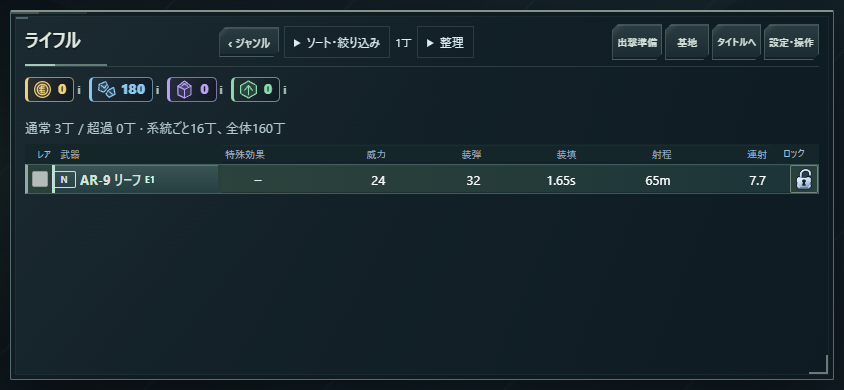 ライフル
‹ ジャンル ▶ ソート・絞り込み 1丁 ▶ 整理 出撃準備 基地 タイトルへ 設定・操作
0 i 180 i 0 i 0 i
通常 3丁 / 超過 0丁 · 系統ごと16丁、全体160丁
レア 武器 特殊効果 威力 装弾 装填 射程 連射 ロック
N AR-9 リーフ E1 – 24 32 1.65s 65m 7.7